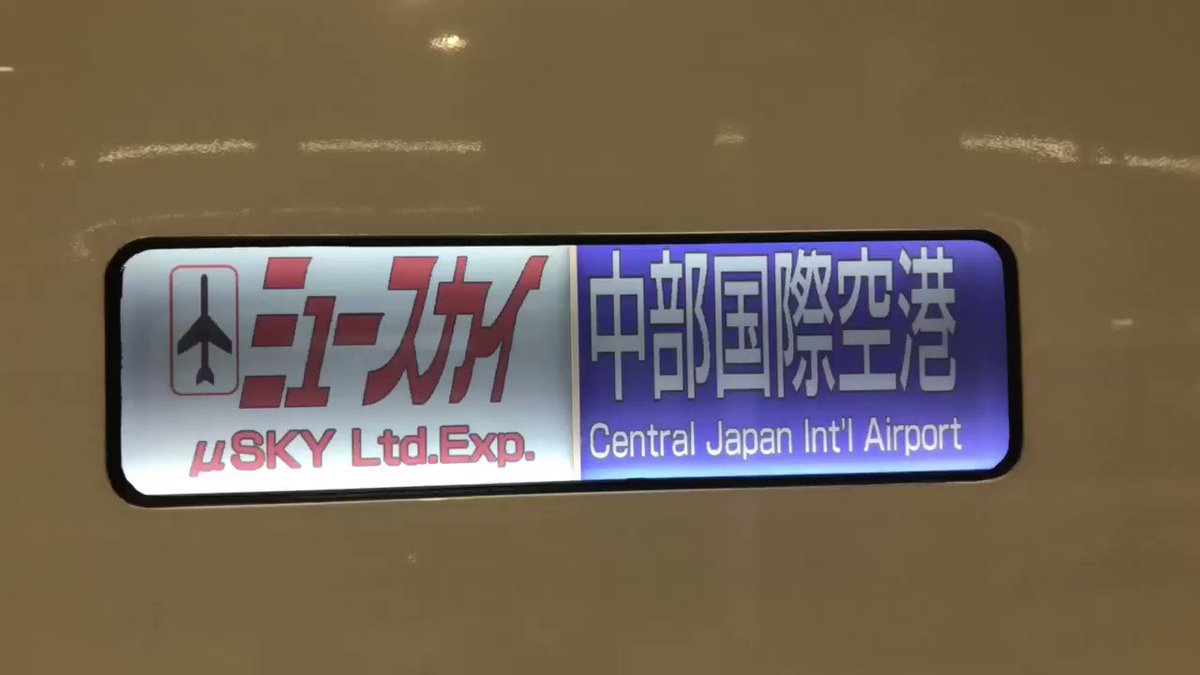 ミュースカイ
μSKY Ltd.Exp.
中部国際空港
Central Japan Int'l Airport